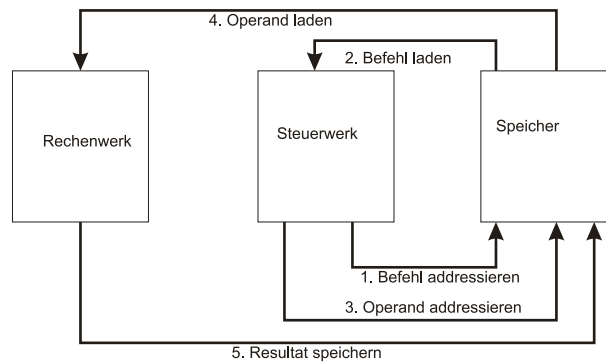 4. Operand laden
2. Befehl laden
Rechenwerk
Steuerwerk
Speicher
1. Befehl addressieren
3. Operand addressieren
5. Resultat speichern